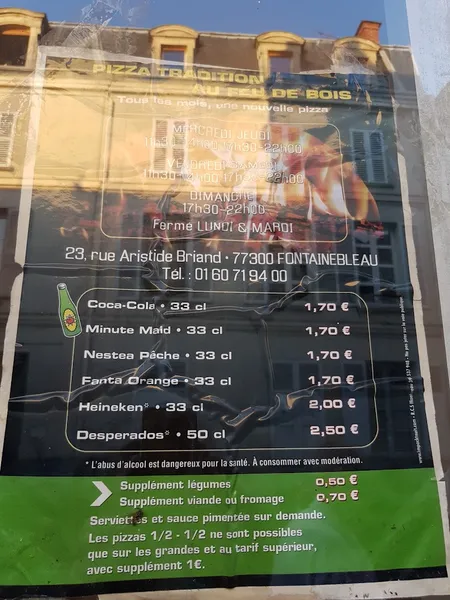 PIZZA TRADITION
AU FEU DE BOIS
Tous les mois, une nouvelle pizza
MERCREDI JEUDI
DIMANCHE
17h30-22h00
Fermé LUNDI & MARDI
23, rue Aristide Briand • 77300 FONTAINEBLEAU
Tel. : 01 60 71 94 00
Coca-Cola • 33 cl 1,70 €
Minute Maid • 33 cl 1,70 €
Nestea Pêche • 33 cl 1,70 €
Fanta Orange • 33 cl 1,70 €
Heineken* • 33 cl 2,00 €
Desperados* • 50 cl 2,50 €
* L'abus d'alcool est dangereux pour la santé. À consommer avec modération.
Supplément légumes 0,50 €
Supplément viande ou fromage 0,70 €
Serviettes et sauce pimentée sur demande.
Les pizzas 1/2 - 1/2 ne sont possibles
que sur les grandes et au tarif supérieur,
avec supplément 1€.